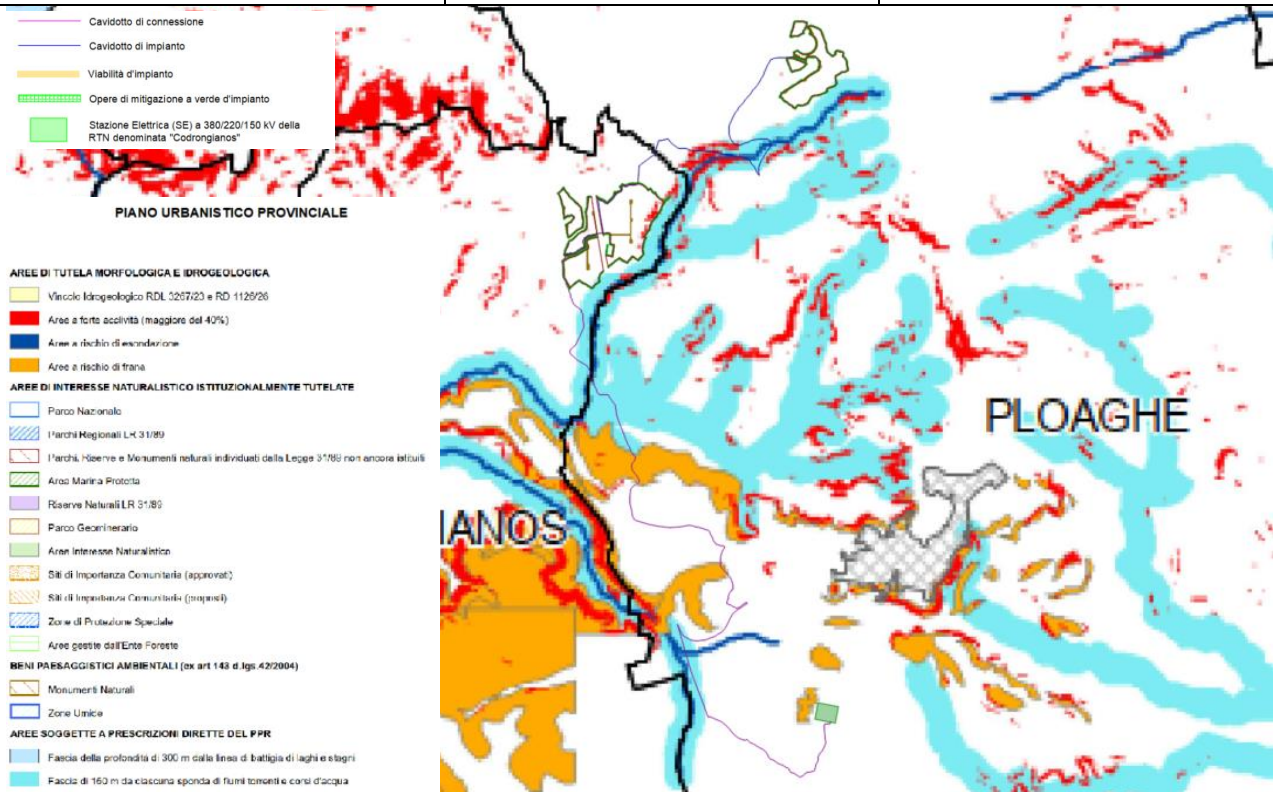 Cavidotto di connessione
Cavidotto di impianto
Viabilità d'impianto
Opere di mitigazione a verde d'impianto
Stazione Elettrica (SE) a 380/220/150 kV della
RTN denominata "Codrongianos"
PIANO URBANISTICO PROVINCIALE
AREE DI TUTELA MORFOLOGICA E IDROGEOLOGICA
Vincolo Idrogeologico RDL 3267/23 e RD 1126/26
Aree a forte acclività (maggiore del 40%)
Aree a rischio di esondazione
Aree a rischio di frana
AREE DI INTERESSE NATURALISTICO ISTITUZIONALMENTE TUTELATE
Parco Nazionale
Parchi Regionali LR 31/89
Parchi, Riserve e Monumenti naturali individuati dalla Legge 31/89 non ancora istituiti
Area Marina Protetta
Riserve Naturali LR 31/89
Parco Geominerario
Aree Interesse Naturalistico
Siti di Importanza Comunitaria (approvati)
Siti di Importanza Comunitaria (proposti)
Zone di Protezione Speciale
Aree gestite dall'Ente Foreste
BENI PAESAGGISTICI AMBIENTALI (ex art 143 d.lgs.42/2004)
Monumenti Naturali
Zone Umide
AREE SOGGETTE A PRESCRIZIONI DIRETTE DEL PPR
Fascia della profondità di 300 m dalla linea di battigia di laghi e stagni
Fascia di 150 m da ciascuna sponda di fiumi torrenti e corsi d'acqua
PLOAGHE
IANOS